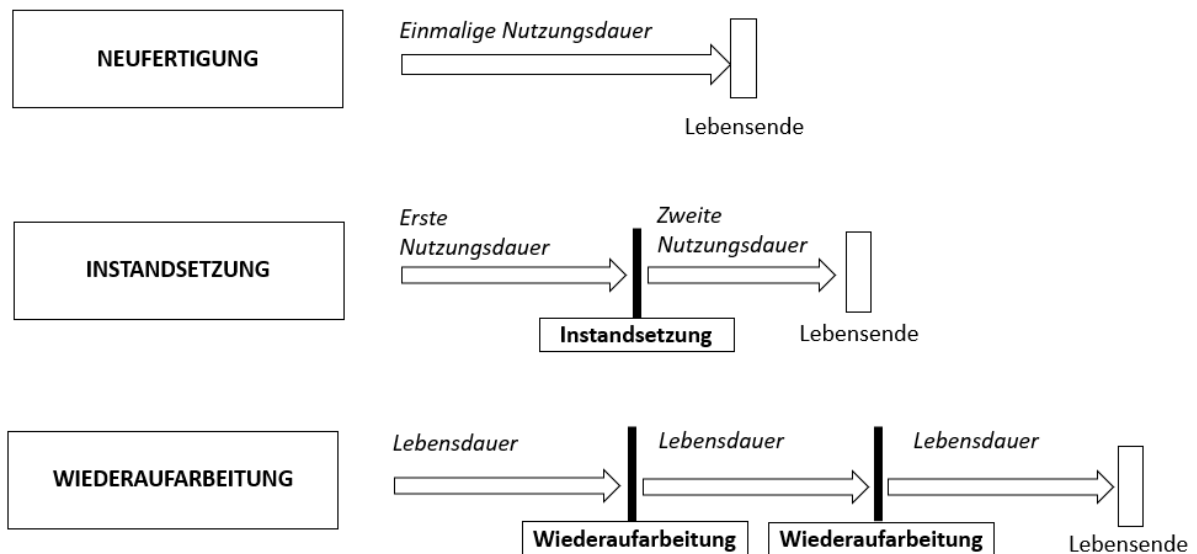 NEUFERTIGUNG
Einmalige Nutzungsdauer
Lebensende
INSTANDSETZUNG
Erste
Nutzungsdauer
Zweite
Nutzungsdauer
Instandsetzung
Lebensende
WIEDERAUFARBEITUNG
Lebensdauer
Lebensdauer
Lebensdauer
Wiederaufarbeitung
Wiederaufarbeitung
Lebensende